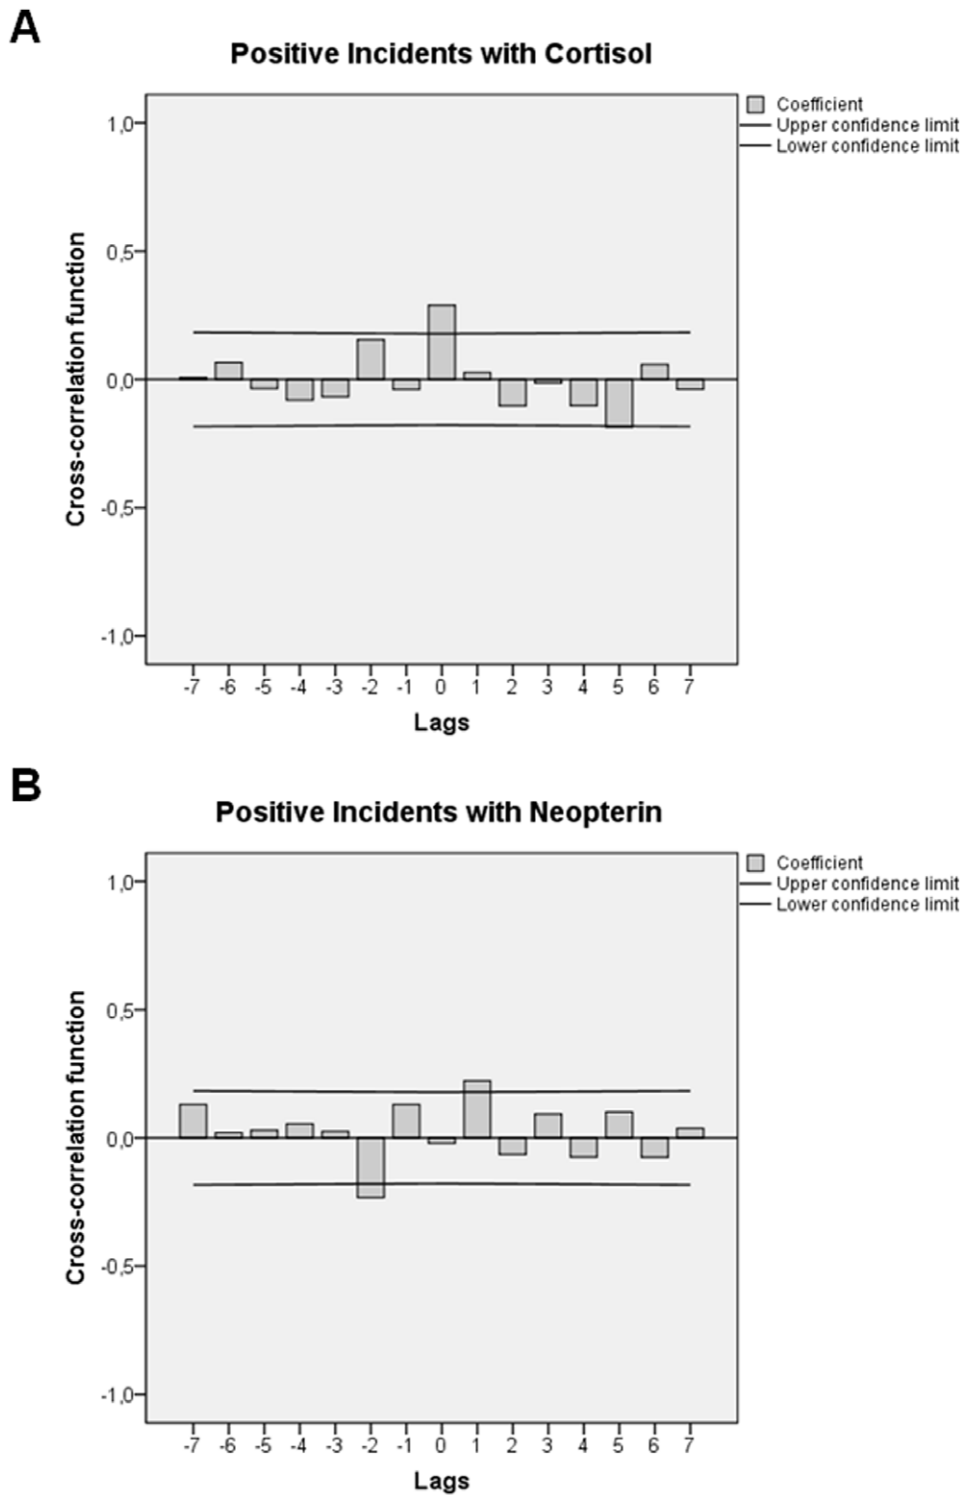 A
Positive Incidents with Cortisol
Coefficient
Upper confidence limit
Lower confidence limit
Cross-correlation function
1,0
0,5
0,0
-0,5
-1,0
-7 -6 -5 -4 -3 -2 -1 0 1 2 3 4 5 6 7
Lags
B
Positive Incidents with Neopterin
Coefficient
Upper confidence limit
Lower confidence limit
Cross-correlation function
1,0
0,5
0,0
-0,5
-1,0
-7 -6 -5 -4 -3 -2 -1 0 1 2 3 4 5 6 7
Lags